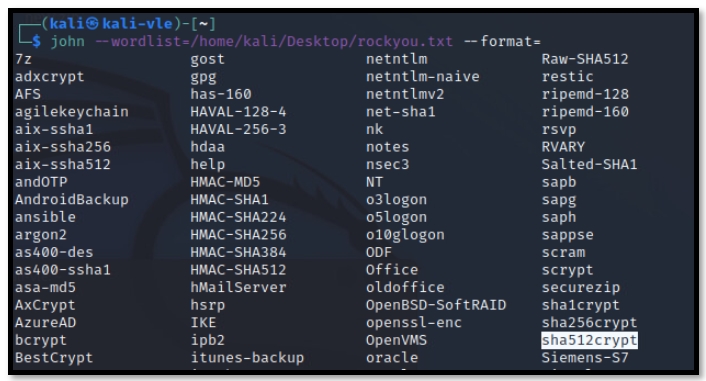 (kali㉿kali-vle)-[~]
$ john --wordlist=/home/kali/Desktop/rockyou.txt --format=
7z gost netntlm Raw-SHA512
adxcrypt gpg netntlm-naive restic
AFS has-160 netntlmv2 ripemd-128
agilekeychain HAVAL-128-4 net-sha1 ripemd-160
aix-ssha1 HAVAL-256-3 nk rsvp
aix-ssha256 hdaa notes RVARY
aix-ssha512 help nsec3 Salted-SHA1
andOTP HMAC-MD5 NT sapb
AndroidBackup HMAC-SHA1 o3logon sapg
ansible HMAC-SHA224 o5logon saph
argon2 HMAC-SHA256 o10glogon sappse
as400-des HMAC-SHA384 ODF scram
as400-ssha1 HMAC-SHA512 Office scrypt
asa-md5 hMailServer oldoffice securezip
AxCrypt hsrp OpenBSD-SoftRAID sha1crypt
AzureAD IKE openssl-enc sha256crypt
bcrypt ipb2 OpenVMS sha512crypt
BestCrypt itunes-backup oracle Siemens-S7